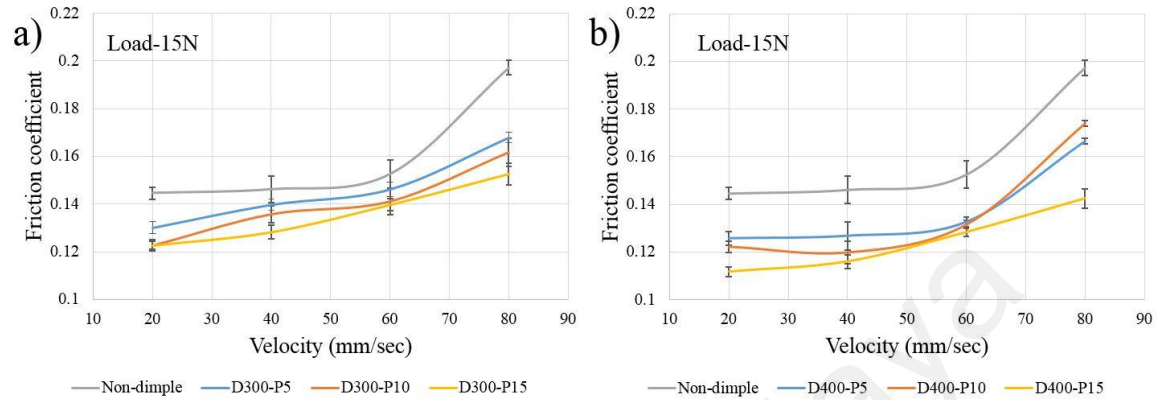 a)
Load-15N
Friction coefficient
0.22
0.2
0.18
0.16
0.14
0.12
0.1
10 20 30 40 50 60 70 80 90
Velocity (mm/sec)
Non-dimple D300-P5 D300-P10 D300-P15
b)
Load-15N
Friction coefficient
0.22
0.2
0.18
0.16
0.14
0.12
0.1
10 20 30 40 50 60 70 80 90
Velocity (mm/sec)
Non-dimple D400-P5 D400-P10 D400-P15
aya